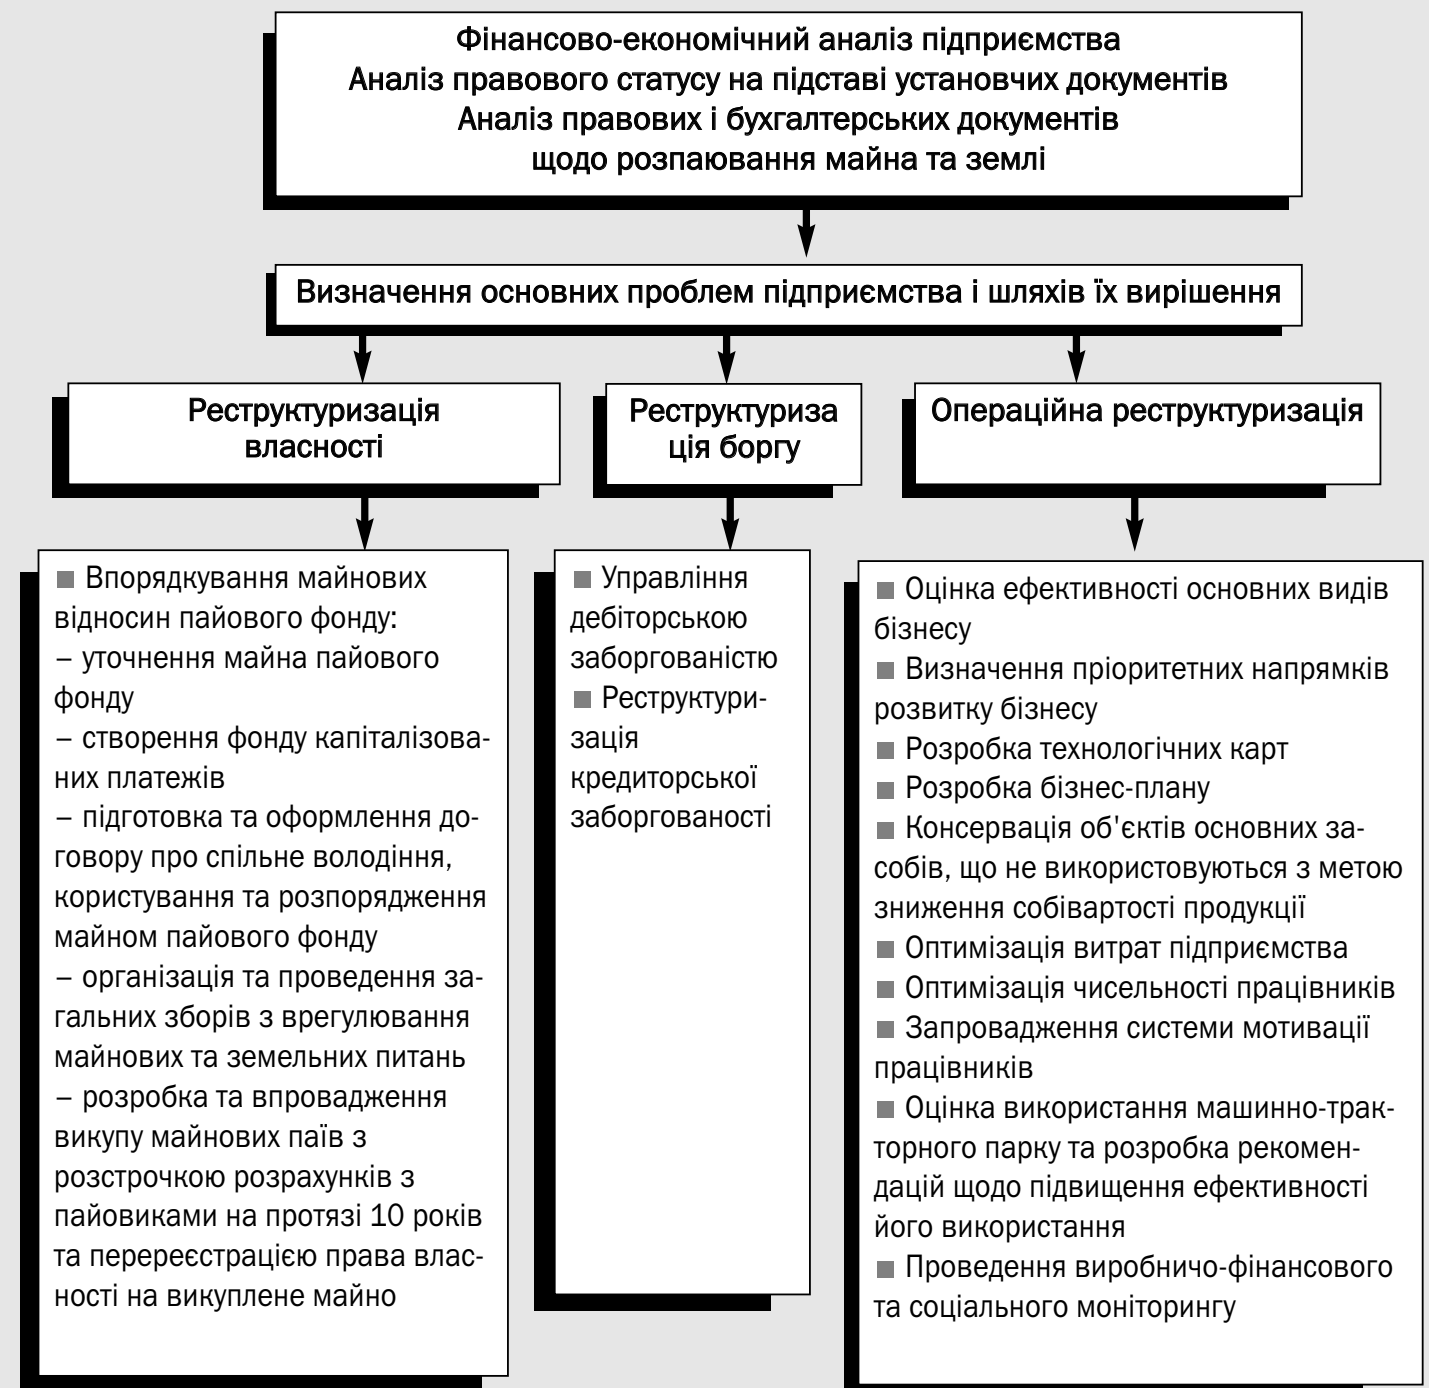 Фінансово-економічний аналіз підприємства
Аналіз правового статусу на підставі установчих документів
Аналіз правових і бухгалтерських документів
щодо розпаювання майна та землі
Визначення основних проблем підприємства і шляхів їх вирішення
Реструктуризація
власності
Реструктуриза
ція боргу
Операційна реструктуризація
■ Впорядкування майнових
відносин пайового фонду:
– уточнення майна пайового
фонду
– створення фонду капіталізова-
них платежів
– підготовка та оформлення до-
говору про спільне володіння,
користування та розпорядження
майном пайового фонду
– організація та проведення за-
гальних зборів з врегулювання
майнових та земельних питань
– розробка та впровадження
викупу майнових паїв з
розстрочкою розрахунків з
пайовиками на протязі 10 років
та перереєстрацією права влас-
ності на викуплене майно
■ Управління
дебіторською
заборгованістю
■ Реструктури-
зація
кредиторської
заборгованості
■ Оцінка ефективності основних видів
бізнесу
■ Визначення пріоритетних напрямків
розвитку бізнесу
■ Розробка технологічних карт
■ Розробка бізнес-плану
■ Консервація об'єктів основних за-
собів, що не використовуються з метою
зниження собівартості продукції
■ Оптимізація витрат підприємства
■ Оптимізація чисельності працівників
■ Запровадження системи мотивації
працівників
■ Оцінка використання машинно-трак-
торного парку та розробка рекомен-
дацій щодо підвищення ефективності
його використання
■ Проведення виробничо-фінансового
та соціального моніторингу